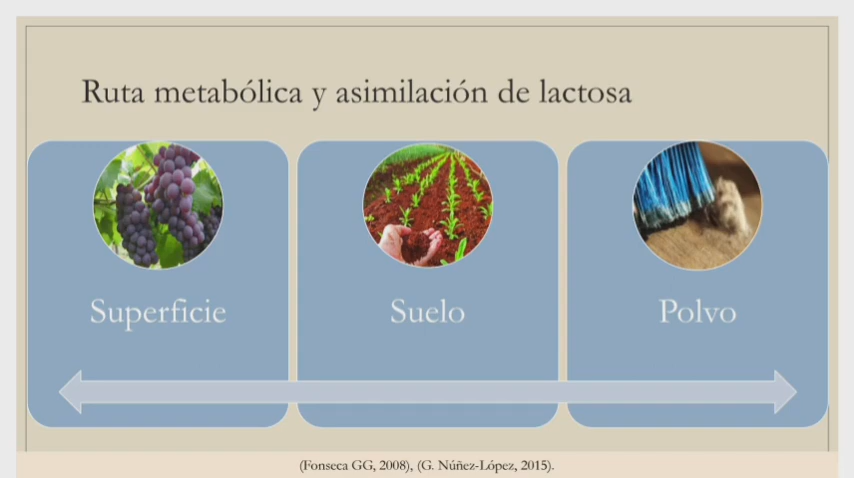 Ruta metabólica y asimilación de lactosa
Superficie
Suelo
Polvo
(Fonseca GG, 2008), (G. Núñez-López, 2015).